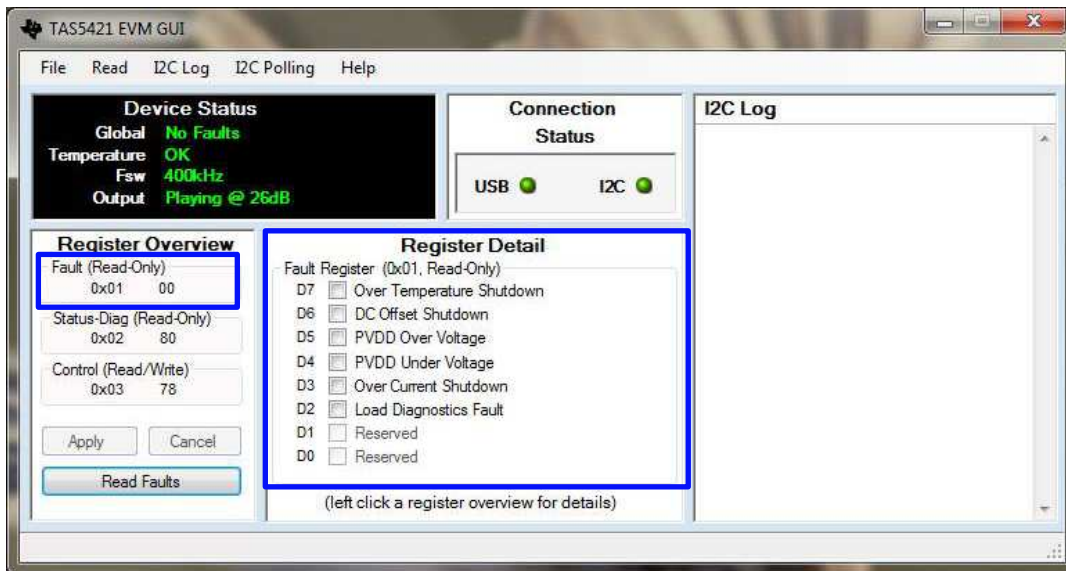 TAS5421 EVM GUI
File Read I2C Log I2C Polling Help
Device Status
Global No Faults
Temperature OK
Fsw 400kHz
Output Playing @ 26dB
Connection
Status
USB I2C
I2C Log
Register Overview
Fault (Read-Only)
0x01 00
Status-Diag (Read-Only)
0x02 80
Control (Read/Write)
0x03 78
Apply Cancel
Read Faults
Register Detail
Fault Register (0x01, Read-Only)
D7 Over Temperature Shutdown
D6 DC Offset Shutdown
D5 PVDD Over Voltage
D4 PVDD Under Voltage
D3 Over Current Shutdown
D2 Load Diagnostics Fault
D1 Reserved
D0 Reserved
(left click a register overview for details)